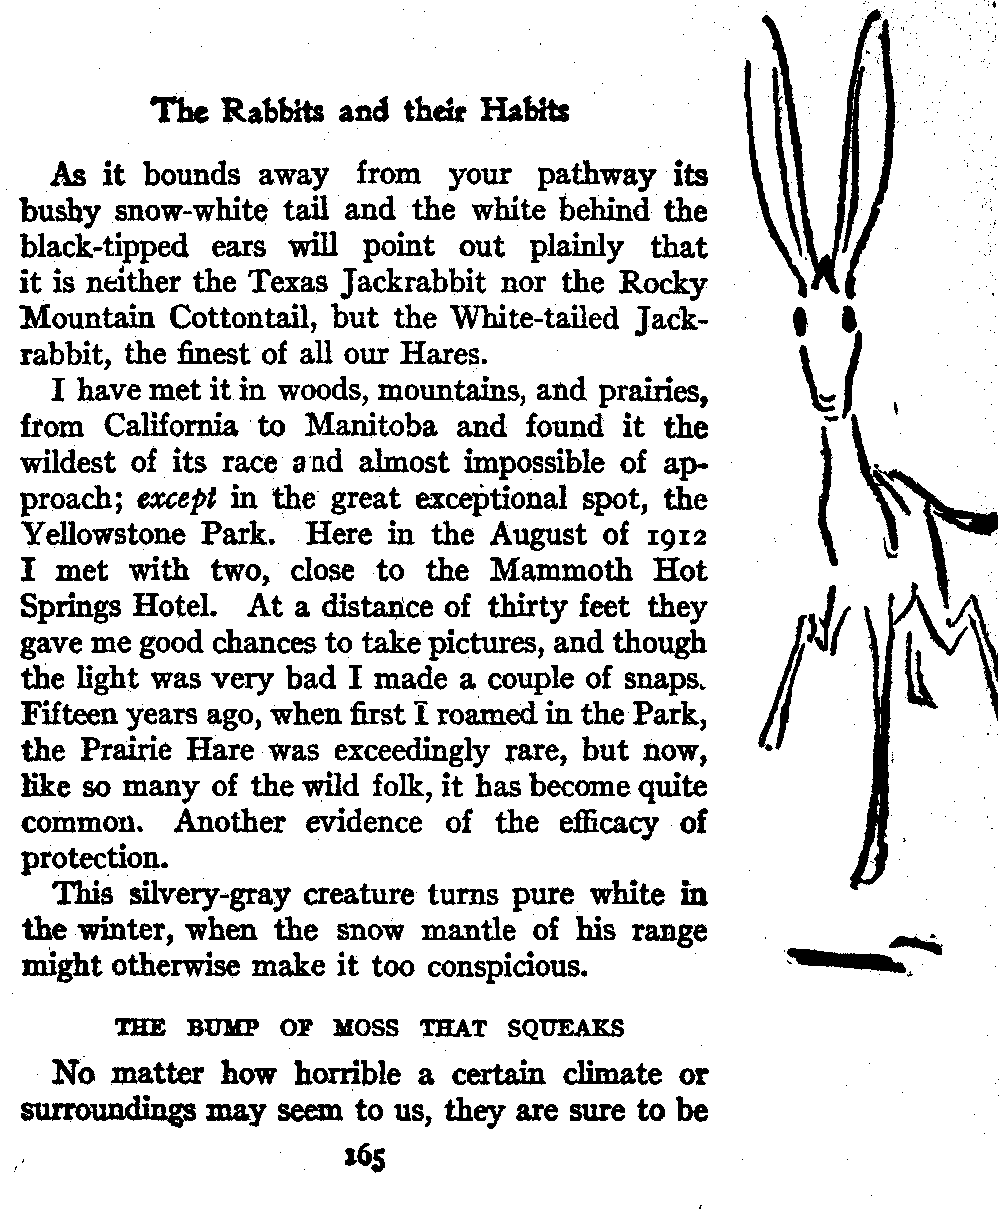 The Rabbits and their Habits
As it bounds away from your pathway its
bushy snow-white tail and the white behind the
black-tipped ears will point out plainly that
it is neither the Texas Jackrabbit nor the Rocky
Mountain Cottontail, but the White-tailed Jack-
rabbit, the finest of all our Hares.
I have met it in woods, mountains, and prairies,
from California to Manitoba and found it the
wildest of its race and almost impossible of ap-
proach; except in the great exceptional spot, the
Yellowstone Park. Here in the August of 1912
I met with two, close to the Mammoth Hot
Springs Hotel. At a distance of thirty feet they
gave me good chances to take pictures, and though
the light was very bad I made a couple of snaps.
Fifteen years ago, when first I roamed in the Park,
the Prairie Hare was exceedingly rare, but now,
like so many of the wild folk, it has become quite
common. Another evidence of the efficacy of
protection.
This silvery-gray creature turns pure white in
the winter, when the snow mantle of his range
might otherwise make it too conspicious.
THE BUMP OF MOSS THAT SQUEAKS
No matter how horrible a certain climate or
surroundings may seem to us, they are sure to be
165